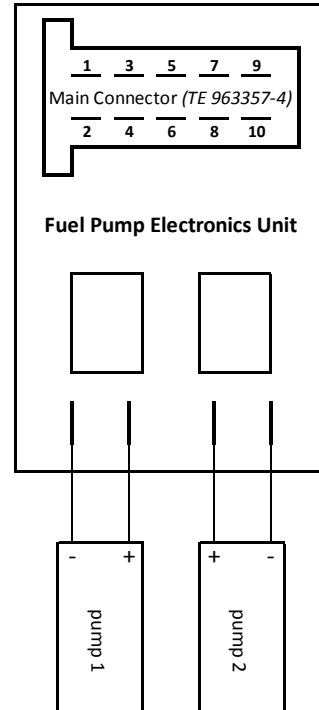 1 3 5 7 9
Main Connector (TE 963357-4)
2 4 6 8 10
Fuel Pump Electronics Unit
- + + -
pump 1 pump 2